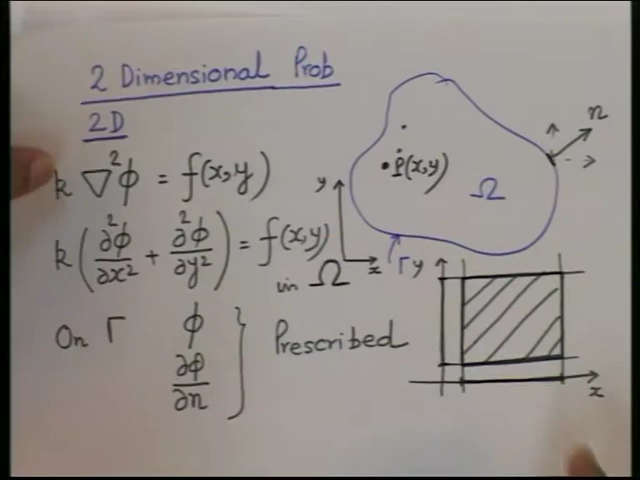 2 Dimensional Prob
2D
k ∇²ϕ = f(x,y)
k(∂²ϕ/∂x² + ∂²ϕ/∂y²) = f(x,y)
in Ω
On Γ ϕ
∂ϕ/∂n } Prescribed
n
P(x,y)
Ω
y
x
Γ
y
x